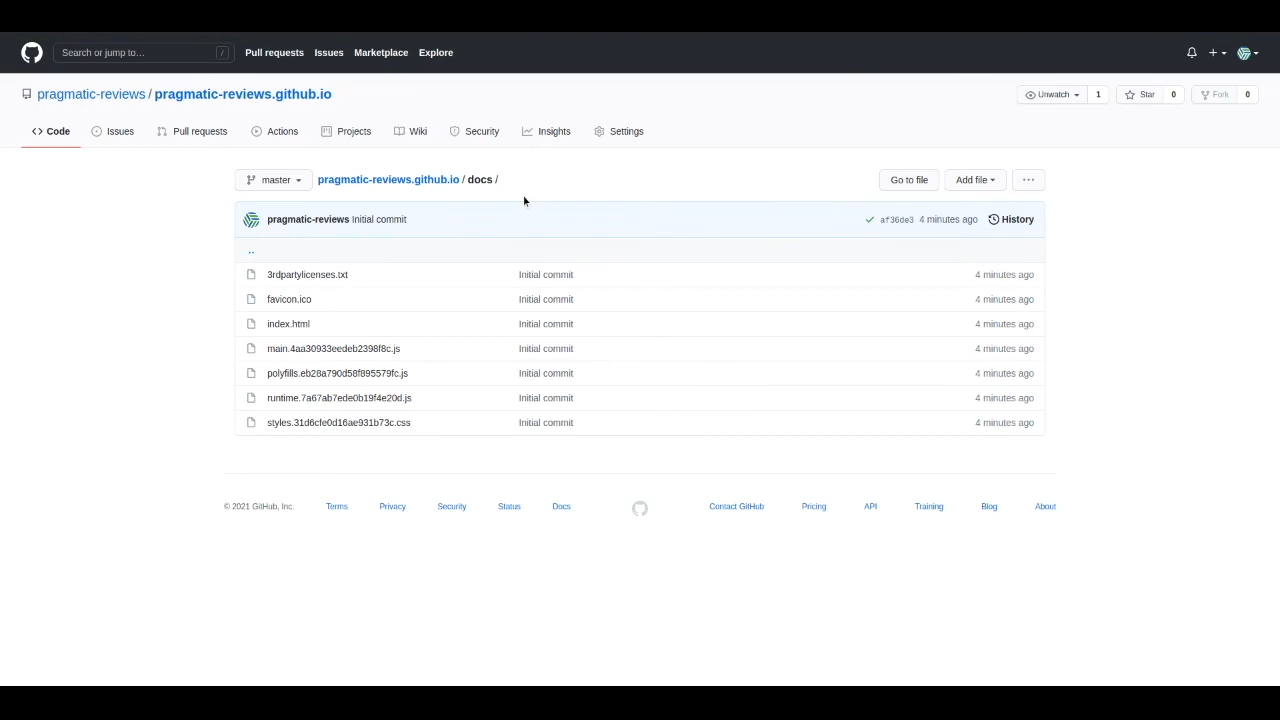 Search or jump to… /
Pull requests Issues Marketplace Explore
pragmatic-reviews / pragmatic-reviews.github.io
Unwatch 1 Star 0 Fork 0
Code Issues Pull requests Actions Projects Wiki Security Insights Settings
master pragmatic-reviews.github.io / docs / Go to file Add file ...
pragmatic-reviews Initial commit af36de3 4 minutes ago History
..
3rdpartylicenses.txt Initial commit 4 minutes ago
favicon.ico Initial commit 4 minutes ago
index.html Initial commit 4 minutes ago
main.4aa30933eedeb2398f8c.js Initial commit 4 minutes ago
polyfills.eb28a790d58f895579fc.js Initial commit 4 minutes ago
runtime.7a67ab7ede0b19f4e20d.js Initial commit 4 minutes ago
styles.31d6cfe0d16ae931b73c.css Initial commit 4 minutes ago
© 2021 GitHub, Inc. Terms Privacy Security Status Docs Contact GitHub Pricing API Training Blog About